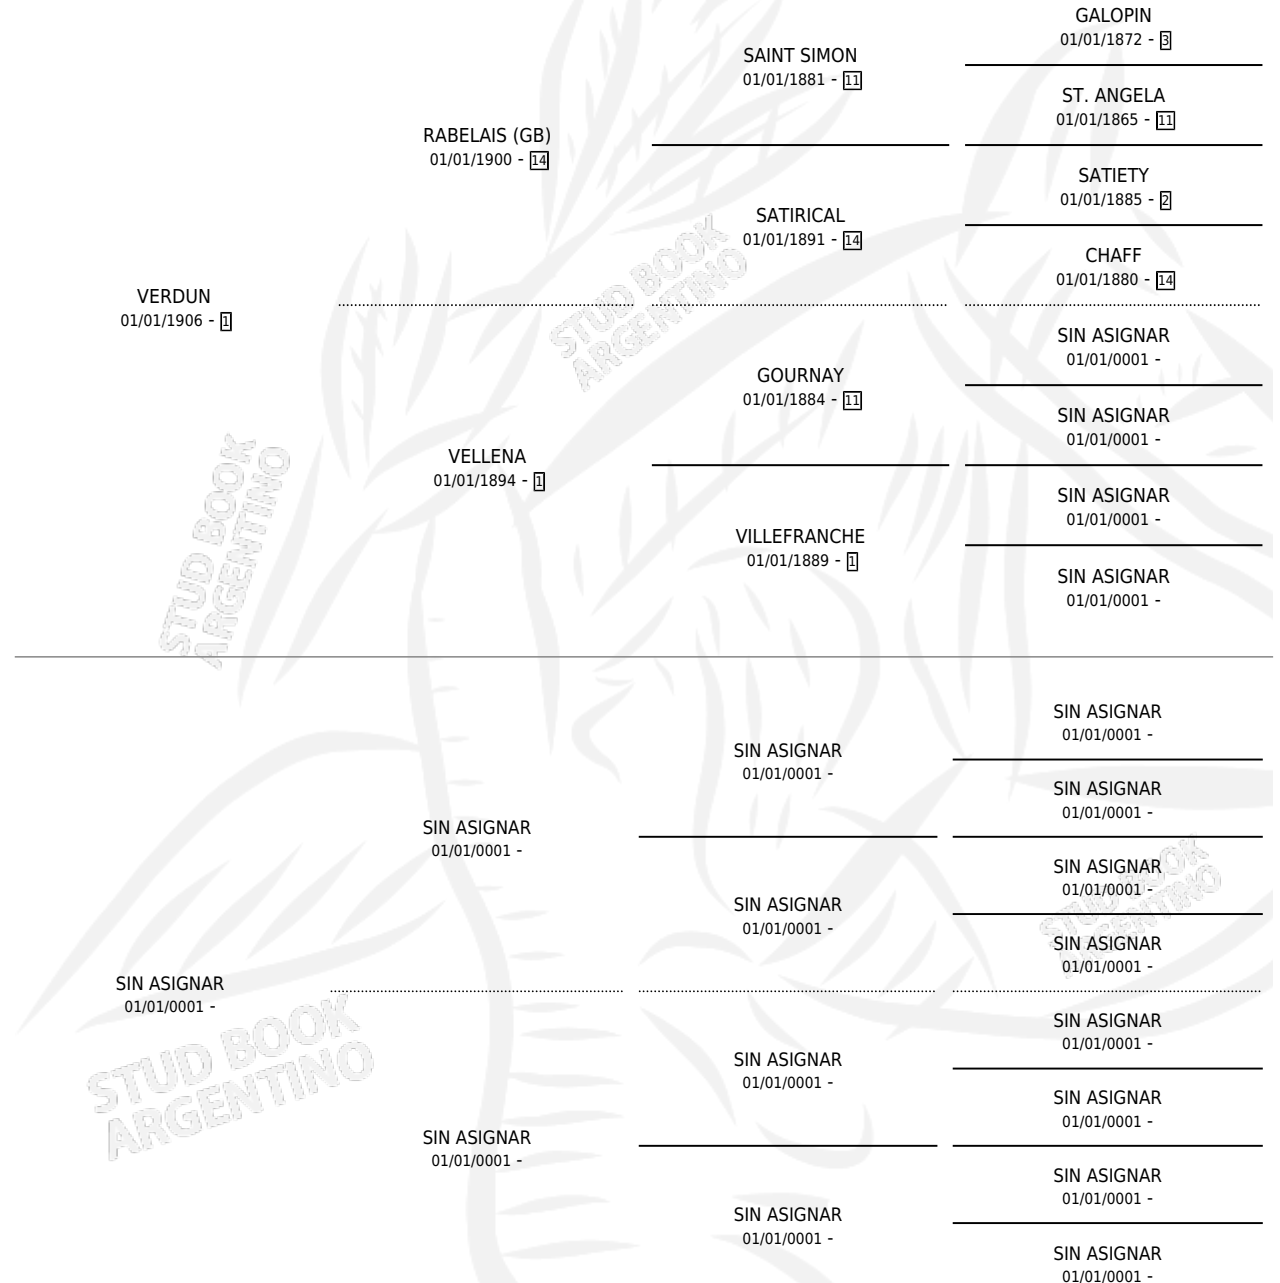 GALOPIN
01/01/1872 - 3
SAINT SIMON
01/01/1881 - 11
ST. ANGELA
01/01/1865 - 11
RABELAIS (GB)
01/01/1900 - 14
SATIETY
01/01/1885 - 2
SATIRICAL
01/01/1891 - 14
CHAFF
01/01/1880 - 14
VERDUN
01/01/1906 - 1
SIN ASIGNAR
01/01/0001 -
GOURNAY
01/01/1884 - 11
SIN ASIGNAR
01/01/0001 -
VELLENA
01/01/1894 - 1
SIN ASIGNAR
01/01/0001 -
VILLEFRANCHE
01/01/1889 - 1
SIN ASIGNAR
01/01/0001 -
STUD BOOK
ARGENTINO
STUD BOOK
ARGENTINO
SIN ASIGNAR
01/01/0001 -
SIN ASIGNAR
01/01/0001 -
SIN ASIGNAR
01/01/0001 -
SIN ASIGNAR
01/01/0001 -
SIN ASIGNAR
01/01/0001 -
SIN ASIGNAR
01/01/0001 -
SIN ASIGNAR
01/01/0001 -
SIN ASIGNAR
01/01/0001 -
SIN ASIGNAR
01/01/0001 -
SIN ASIGNAR
01/01/0001 -
SIN ASIGNAR
01/01/0001 -
SIN ASIGNAR
01/01/0001 -
SIN ASIGNAR
01/01/0001 -
SIN ASIGNAR
01/01/0001 -
SIN ASIGNAR
01/01/0001 -
STUD BOOK
ARGENTINO
STUD BOOK
ARGENTINO